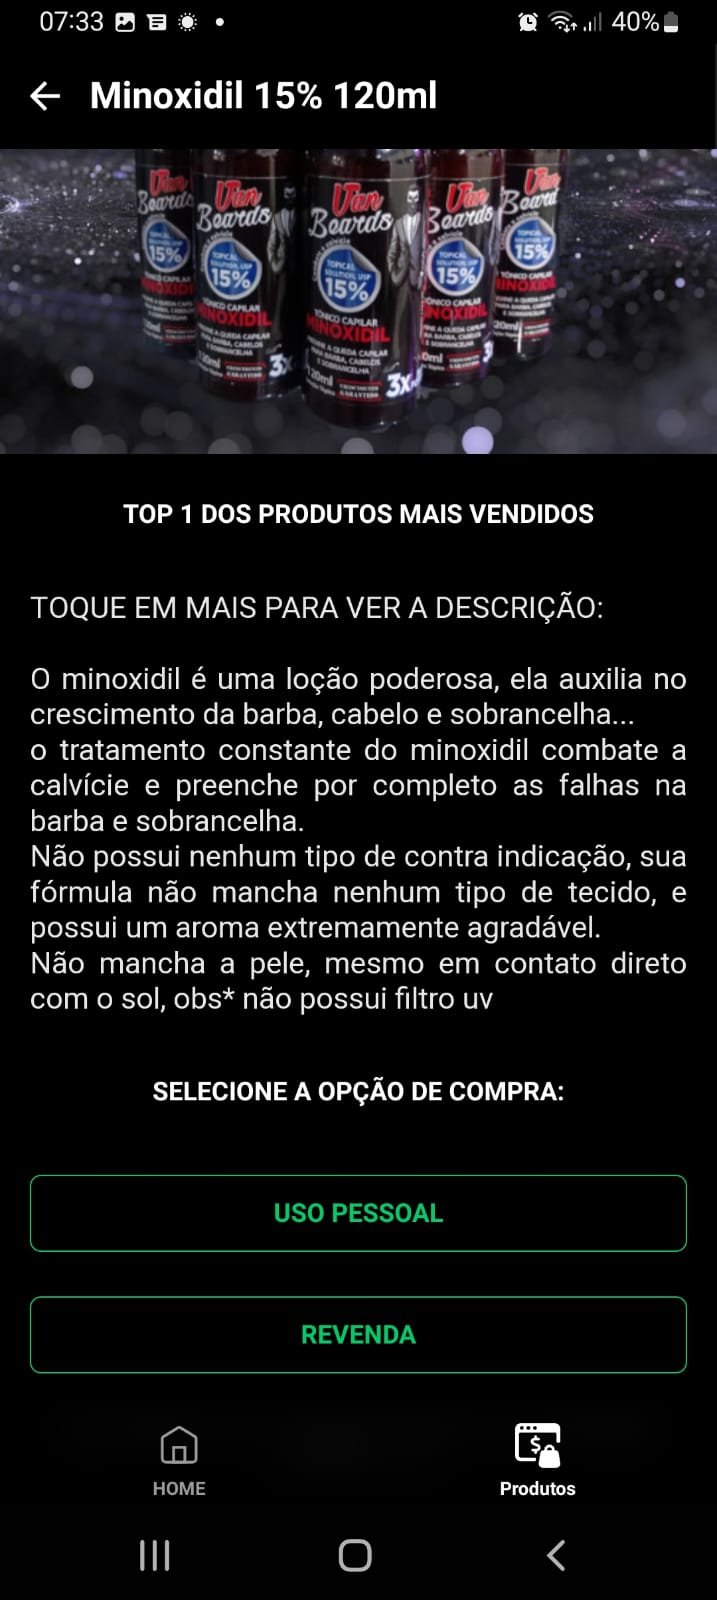 07:33
40%
Minoxidil 15% 120ml
Van Beards
TOPICAL
SOLUTION, USP
15%
TÔNICO CAPILAR
MINOXIDIL
120ml
3x
TOP 1 DOS PRODUTOS MAIS VENDIDOS
TOQUE EM MAIS PARA VER A DESCRIÇÃO:
O minoxidil é uma loção poderosa, ela auxilia no
crescimento da barba, cabelo e sobrancelha...
o tratamento constante do minoxidil combate a
calvície e preenche por completo as falhas na
barba e sobrancelha.
Não possui nenhum tipo de contra indicação, sua
fórmula não mancha nenhum tipo de tecido, e
possui um aroma extremamente agradável.
Não mancha a pele, mesmo em contato direto
com o sol, obs* não possui filtro uv
SELECIONE A OPÇÃO DE COMPRA:
USO PESSOAL
REVENDA
HOME
Produtos